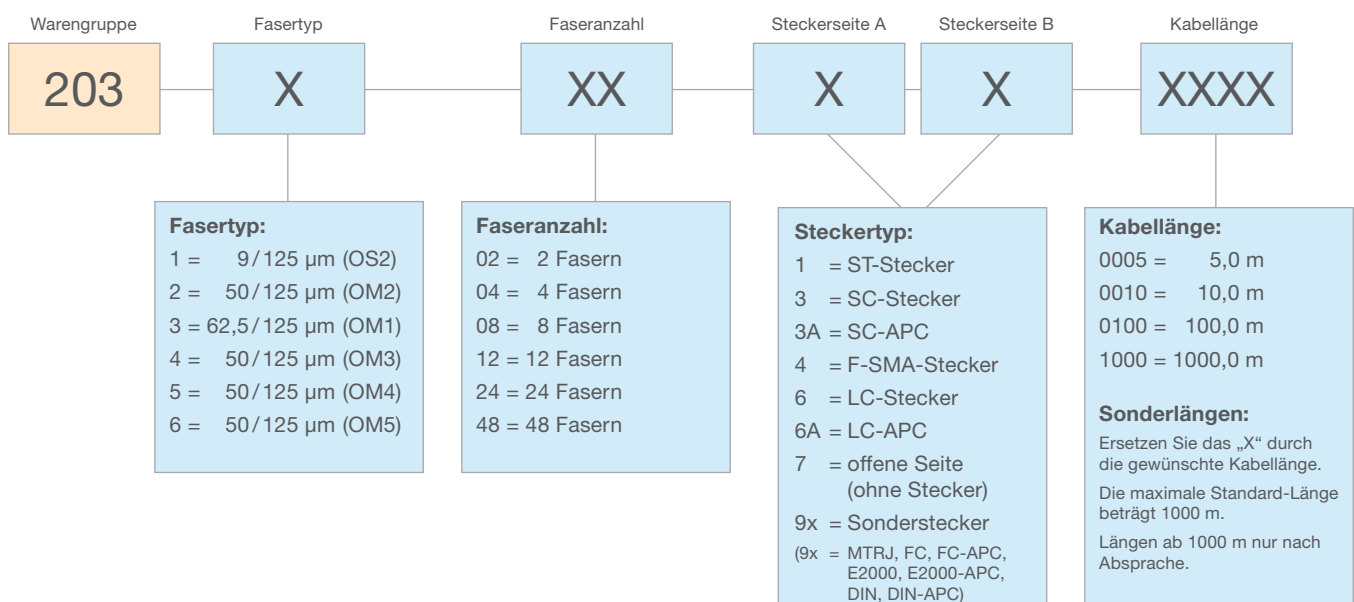 Warengruppe Fasertyp Faseranzahl Steckerseite A Steckerseite B Kabellänge
203 X XX X X XXXX
Fasertyp:
1 = 9/125 µm (OS2)
2 = 50/125 µm (OM2)
3 = 62,5/125 µm (OM1)
4 = 50/125 µm (OM3)
5 = 50/125 µm (OM4)
6 = 50/125 µm (OM5)
Faseranzahl:
02 = 2 Fasern
04 = 4 Fasern
08 = 8 Fasern
12 = 12 Fasern
24 = 24 Fasern
48 = 48 Fasern
Steckertyp:
1 = ST-Stecker
3 = SC-Stecker
3A = SC-APC
4 = F-SMA-Stecker
6 = LC-Stecker
6A = LC-APC
7 = offene Seite
(ohne Stecker)
9x = Sonderstecker
(9x = MTRJ, FC, FC-APC,
E2000, E2000-APC,
DIN, DIN-APC)
Kabellänge:
0005 = 5,0 m
0010 = 10,0 m
0100 = 100,0 m
1000 = 1000,0 m
Sonderlängen:
Ersetzen Sie das „X“ durch
die gewünschte Kabellänge.
Die maximale Standard-Länge
beträgt 1000 m.
Längen ab 1000 m nur nach
Absprache.